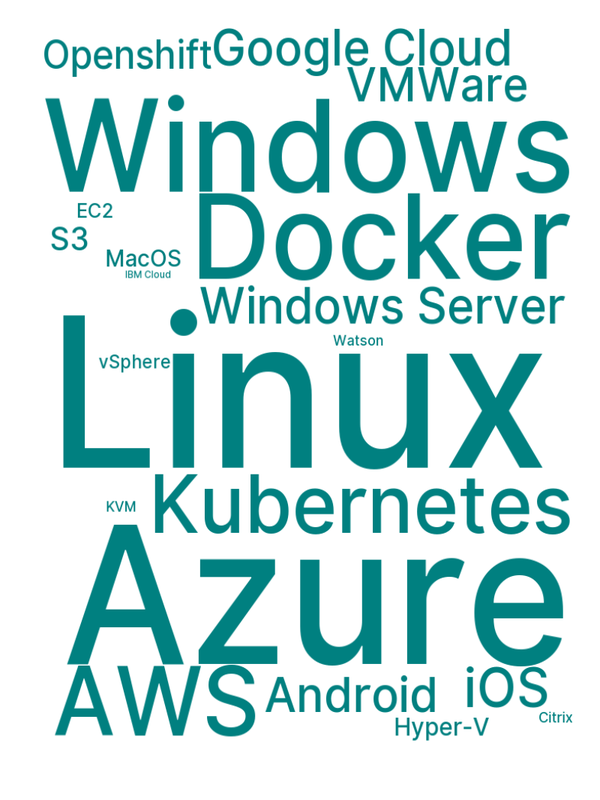 Openshift
Google Cloud
VMWare
Windows
EC2
Docker
S3
MacOS
IBM Cloud
Windows Server
Watson
Linux
vSphere
Kubernetes
KVM
Azure
AWS
Android
iOS
Citrix
Hyper-V